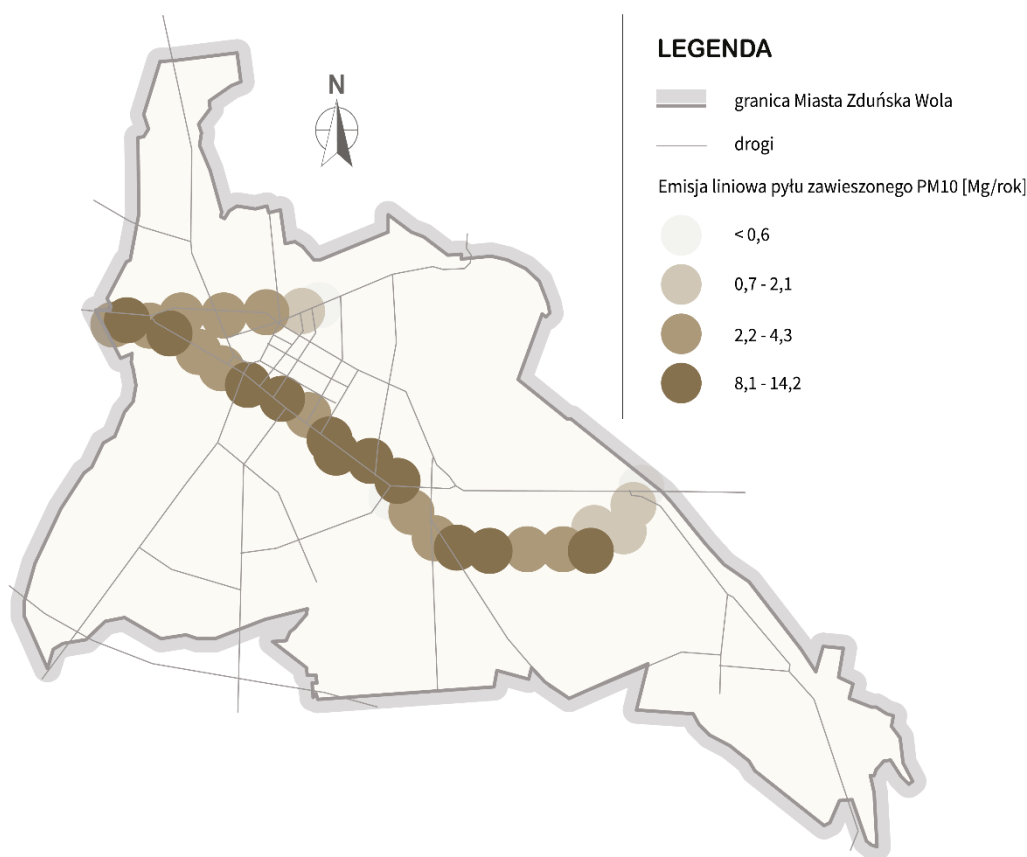 N
LEGENDA
granica Miasta Zduńska Wola
drogi
Emisja liniowa pyłu zawieszonego PM10 [Mg/rok]
< 0,6
0,7 - 2,1
2,2 - 4,3
8,1 - 14,2